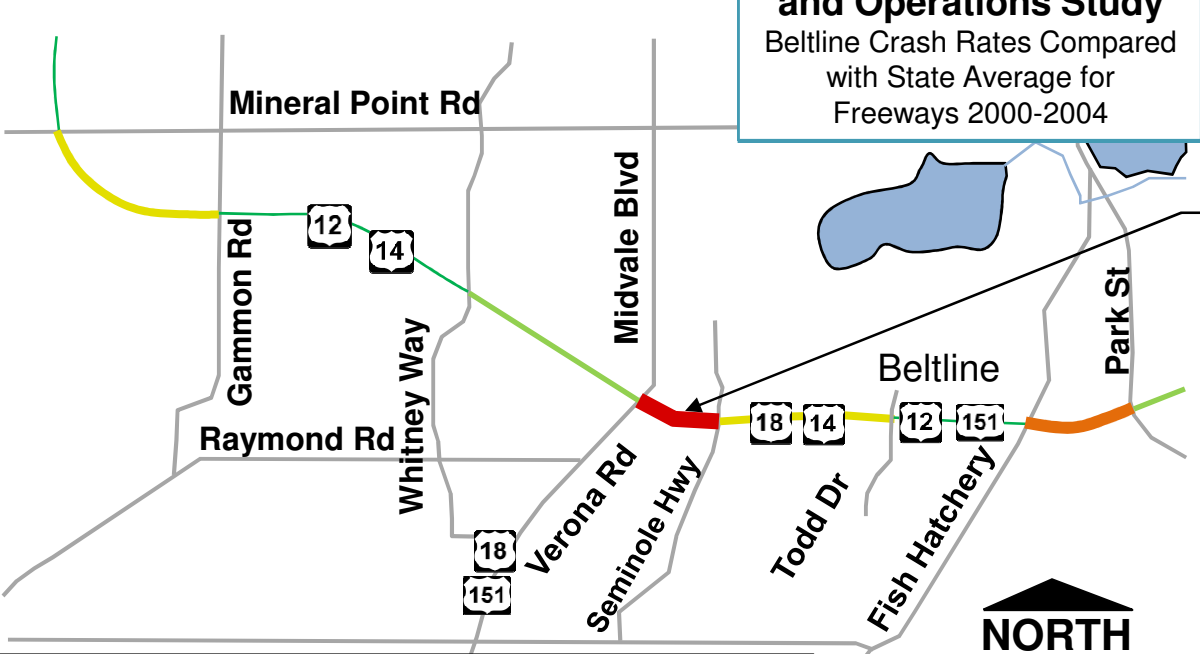 and Operations Study
Beltline Crash Rates Compared
with State Average for
Freeways 2000-2004
Mineral Point Rd
Midvale Blvd
12
14
Gammon Rd
Park St
Whitney Way
Beltline
18
14
12
151
Raymond Rd
Verona Rd
Seminole Hwy
Todd Dr
Fish Hatchery
18
151
NORTH